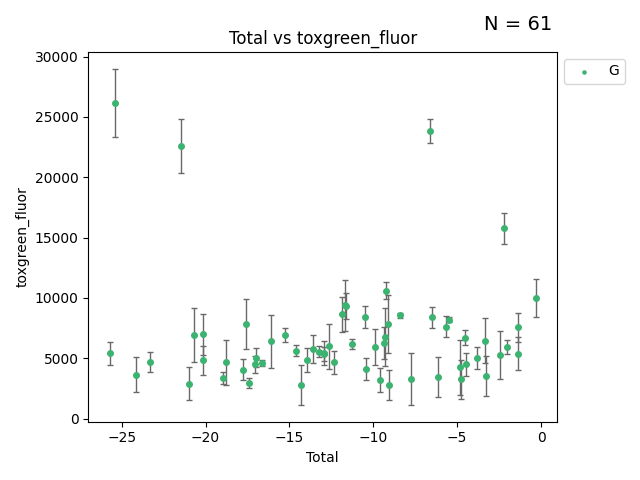 N = 61
Total vs toxgreen_fluor
G
toxgreen_fluor
30000
25000
20000
15000
10000
5000
0
−25
−20
−15
−10
−5
0
Total